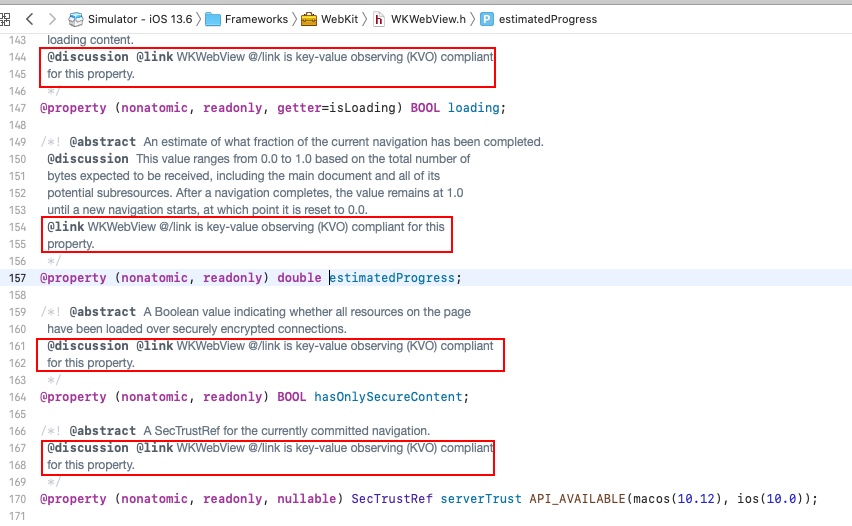 Simulator - iOS 13.6 Frameworks WebKit h WKWebView.h P estimatedProgress
143 loading content.
144 @discussion @link WKWebView @/link is key-value observing (KVO) compliant
145 for this property.
146 */
147 @property (nonatomic, readonly, getter=isLoading) BOOL loading;
148
149 /*! @abstract An estimate of what fraction of the current navigation has been completed.
150 @discussion This value ranges from 0.0 to 1.0 based on the total number of
151 bytes expected to be received, including the main document and all of its
152 potential subresources. After a navigation completes, the value remains at 1.0
153 until a new navigation starts, at which point it is reset to 0.0.
154 @link WKWebView @/link is key-value observing (KVO) compliant for this
155 property.
156 */
157 @property (nonatomic, readonly) double estimatedProgress;
158
159 /*! @abstract A Boolean value indicating whether all resources on the page
160 have been loaded over securely encrypted connections.
161 @discussion @link WKWebView @/link is key-value observing (KVO) compliant
162 for this property.
163 */
164 @property (nonatomic, readonly) BOOL hasOnlySecureContent;
165
166 /*! @abstract A SecTrustRef for the currently committed navigation.
167 @discussion @link WKWebView @/link is key-value observing (KVO) compliant
168 for this property.
169 */
170 @property (nonatomic, readonly, nullable) SecTrustRef serverTrust API_AVAILABLE(macos(10.12), ios(10.0));
171